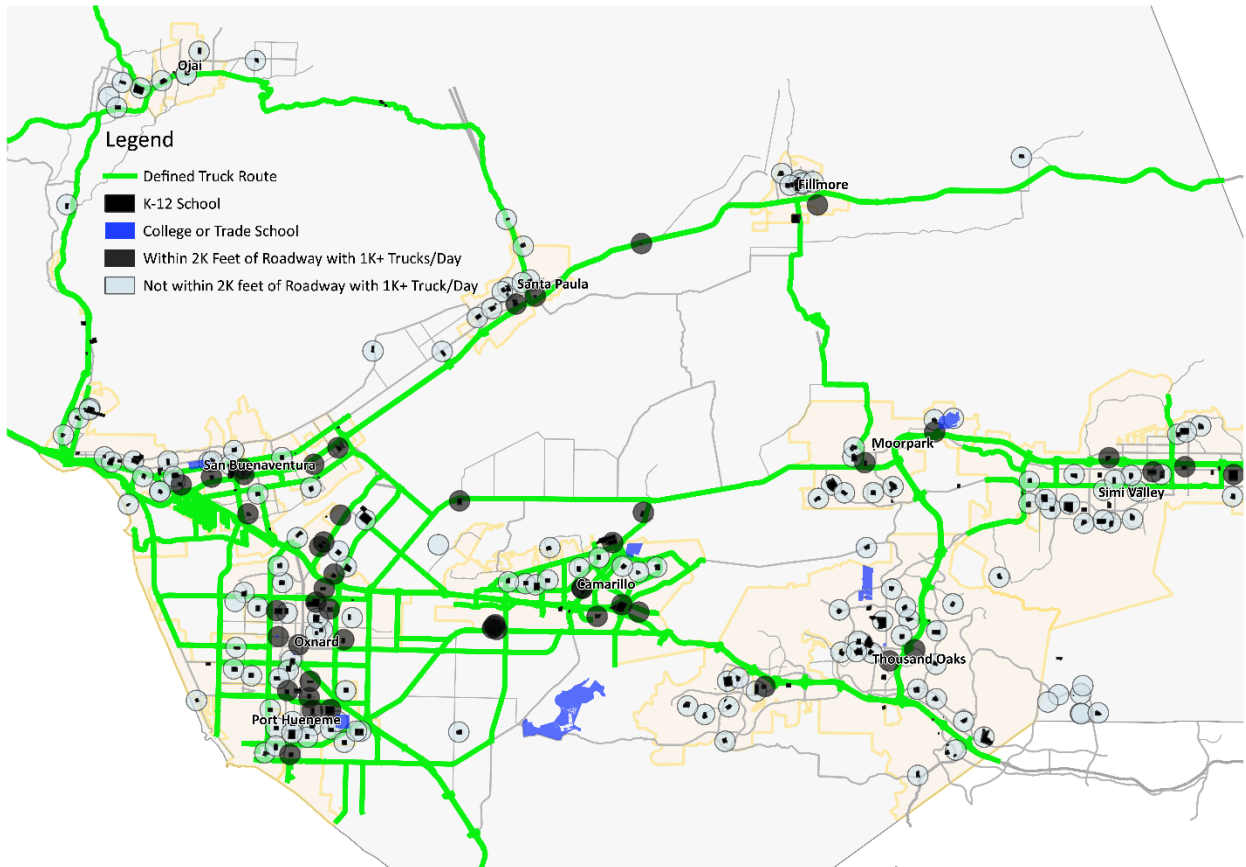 Ojai
Legend
Defined Truck Route
K-12 School
College or Trade School
Within 2K Feet of Roadway with 1K+ Trucks/Day
Not within 2K feet of Roadway with 1K+ Truck/Day
Fillmore
Santa Paula
Moorpark
San Buenaventura
Simi Valley
Camarillo
Oxnard
Thousand Oaks
Port Hueneme